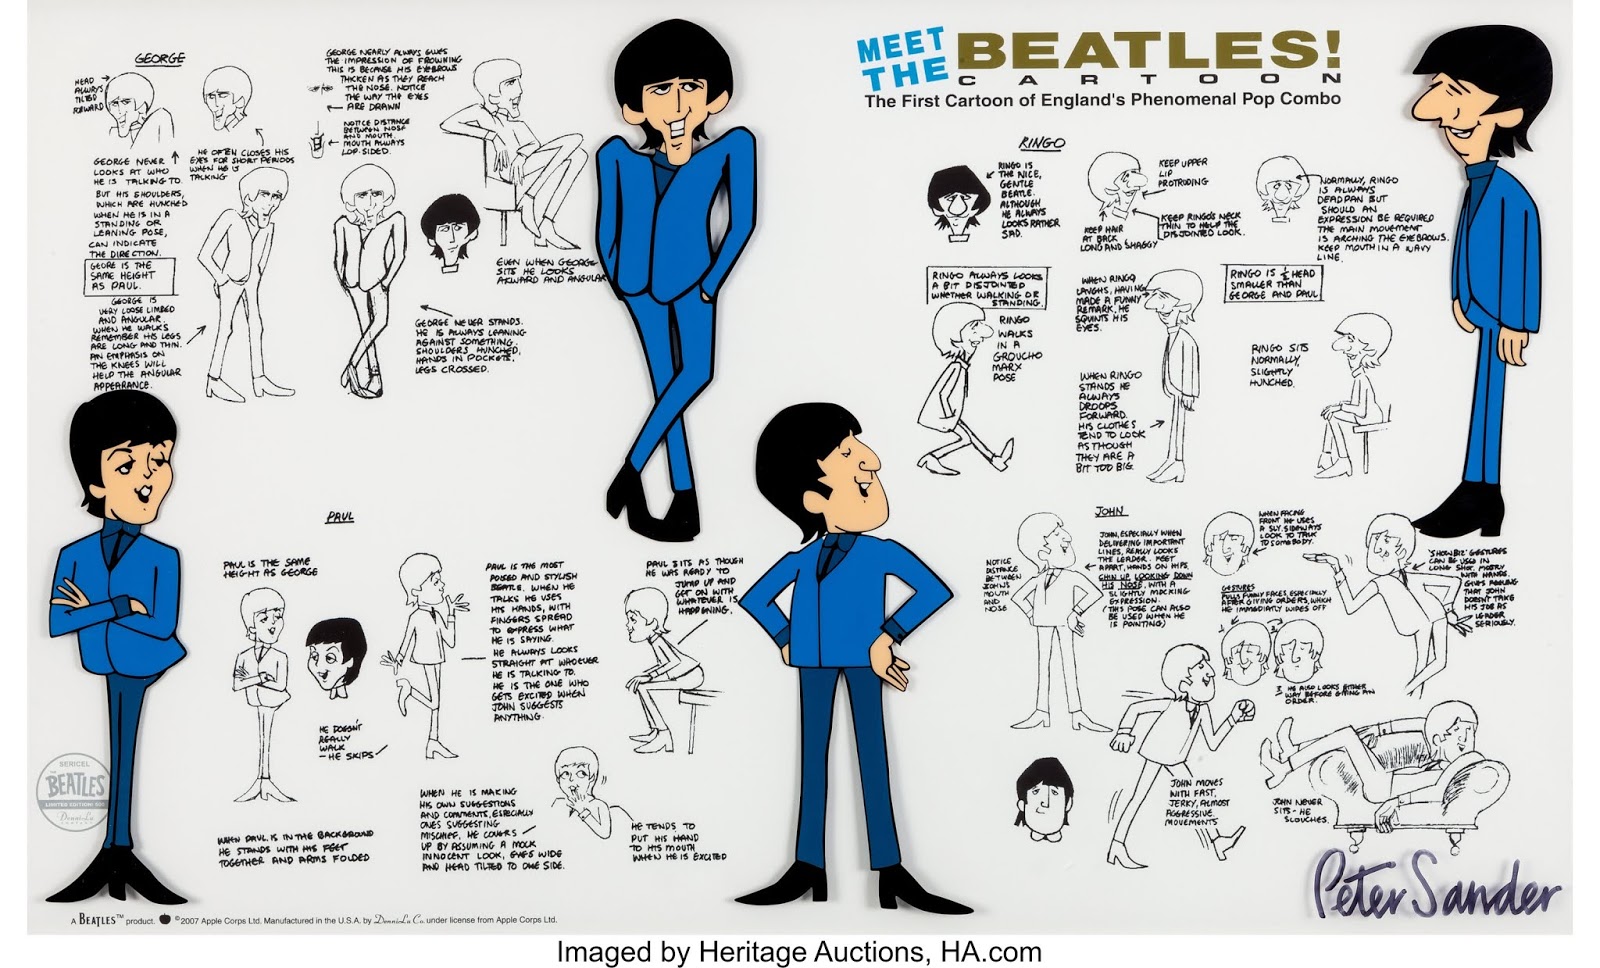 GEORGE
HEAD
ALWAYS
TILTED
FORWARD
GEORGE NEARLY ALWAYS GIVES
THE IMPRESSION OF FROWNING
THIS IS BECAUSE HIS EYEBROWS
THICKEN AS THEY REACH
THE NOSE. NOTICE
THE WAY THE EYES
ARE DRAWN
NOTICE DISTANCE
BETWEEN NOSE
AND MOUTH.
MOUTH ALWAYS
LOP-SIDED.
GEORGE NEVER
LOOKS AT WHO
HE IS TALKING TO.
BUT HIS SHOULDERS,
WHICH ARE HUNCHED
WHEN HE IS IN A
STANDING OR
LEANING POSE,
CAN INDICATE
THE DIRECTION.
HE OFTEN CLOSES HIS
EYES FOR SHORT PERIODS
WHEN HE IS
TALKING
GEORE IS THE
SAME HEIGHT
AS PAUL.
GEORGE IS
VERY LOOSE LIMBED
AND ANGULAR.
WHEN HE WALKS
REMEMBER HIS LEGS
ARE LONG AND THIN.
AN EMPHASIS ON
THE KNEES WILL
HELP THE ANGULAR
APPEARANCE.
EVEN WHEN GEORGE
SITS HE LOOKS
AKWARD AND ANGULAR
GEORGE NEVER STANDS.
HE IS ALWAYS LEANING
AGAINST SOMETHING.
SHOULDERS HUNCHED,
HANDS IN POCKETS,
LEGS CROSSED.
MEET
THE
BEATLES!
CARTOON
The First Cartoon of England's Phenomenal Pop Combo
RINGO
RINGO IS
THE NICE,
GENTLE
BEATLE.
ALTHOUGH
HE ALWAYS
LOOKS RATHER
SAD.
KEEP UPPER
LIP
PROTRUDING
KEEP HAIR
AT BACK
LONG AND SHAGGY
KEEP RINGO'S NECK
THIN TO HELP THE
DISJOINTED LOOK.
NORMALLY, RINGO
IS ALWAYS
DEADPAN BUT
SHOULD AN
EXPRESSION BE REQUIRED
THE MAIN MOVEMENT
IS ARCHING THE EYEBROWS.
KEEP MOUTH IN A WAVY
LINE.
RINGO ALWAYS LOOKS
A BIT DISJOINTED
WHETHER WALKING OR
STANDING.
RINGO
WALKS
IN A
GROUCHO
MARX
POSE
WHEN RINGO
LAUGHS, HAVING
MADE A FUNNY
REMARK, HE
SQUINTS HIS
EYES.
RINGO IS ½ HEAD
SMALLER THAN
GEORGE AND PAUL
WHEN RINGO
STANDS HE
ALWAYS
DROOPS
FORWARD.
HIS CLOTHES
TEND TO LOOK
AS THOUGH
THEY ARE A
BIT TOO BIG.
RINGO SITS
NORMALLY,
SLIGHTLY
HUNCHED.
PAUL
PAUL IS THE SAME
HEIGHT AS GEORGE
HE DOESN'T
REALLY
WALK
- HE SKIPS
PAUL IS THE MOST
POISED AND STYLISH
BEATLE. WHEN HE
TALKS HE USES
HIS HANDS, WITH
FINGERS SPREAD
TO EXPRESS WHAT
HE IS SAYING.
HE ALWAYS LOOKS
STRAIGHT AT WHOEVER
HE IS TALKING TO.
HE IS THE ONE WHO
GETS EXCITED WHEN
JOHN SUGGESTS
ANYTHING.
PAUL SITS AS THOUGH
HE WAS READY TO
JUMP UP AND
GET ON WITH
WHATEVER IS
HAPPENING.
WHEN PAUL IS IN THE BACKGROUND
HE STANDS WITH HIS FEET
TOGETHER AND ARMS FOLDED
WHEN HE IS MAKING
HIS OWN SUGGESTIONS
AND COMMENTS, ESPECIALLY
ONES SUGGESTING
MISCHIEF, HE COVERS
UP BY ASSUMING A MOCK
INNOCENT LOOK, EYES WIDE
AND HEAD TILTED TO ONE SIDE.
HE TENDS TO
PUT HIS HAND
TO HIS MOUTH
WHEN HE IS EXCITED
JOHN
NOTICE
DISTANCE
BETWEEN
JOHN'S
MOUTH
AND
NOSE
JOHN, ESPECIALLY WHEN
DELIVERING IMPORTANT
LINES, REALLY LOOKS
THE LEADER. FEET
APART, HANDS ON HIPS,
CHIN UP LOOKING DOWN
HIS NOSE, WITH A
SLIGHTLY MOCKING
EXPRESSION.
(THIS POSE CAN ALSO
BE USED WHEN HE
IS POINTING)
WHEN FACING
FRONT HE USES
A SLY SIDEWAYS
LOOK TO TALK
TO SOMEBODY.
GESTURES
PULLS FUNNY FACES, ESPECIALLY
AFTER GIVING ORDERS, WHICH
HE IMMEDIATLY WIPES OFF
1.
2.
3. HE ALSO LOOKS EITHER
WAY BEFORE GIVING AN
ORDER.
'SHOWBIZ' GESTURES
CAN BE USED IN
LONG SHOT. MOSTLY
WITH HANDS.
GIVES FEELING
THAT JOHN
DOESN'T TAKE
HIS JOB AS
LEADER
SERIOUSLY.
JOHN MOVES
WITH FAST,
JERKY, ALMOST
AGGRESSIVE
MOVEMENTS
JOHN NEVER
SITS - HE
SLOUCHES.
SERICEL
THE
BEATLES
LIMITED EDITION: 500
DenniLu
COMPANY
Peter Sander
A BEATLES™ product. ©2007 Apple Corps Ltd. Manufactured in the U.S.A. by DenniLu Co. under license from Apple Corps Ltd.
Imaged by Heritage Auctions, HA.com